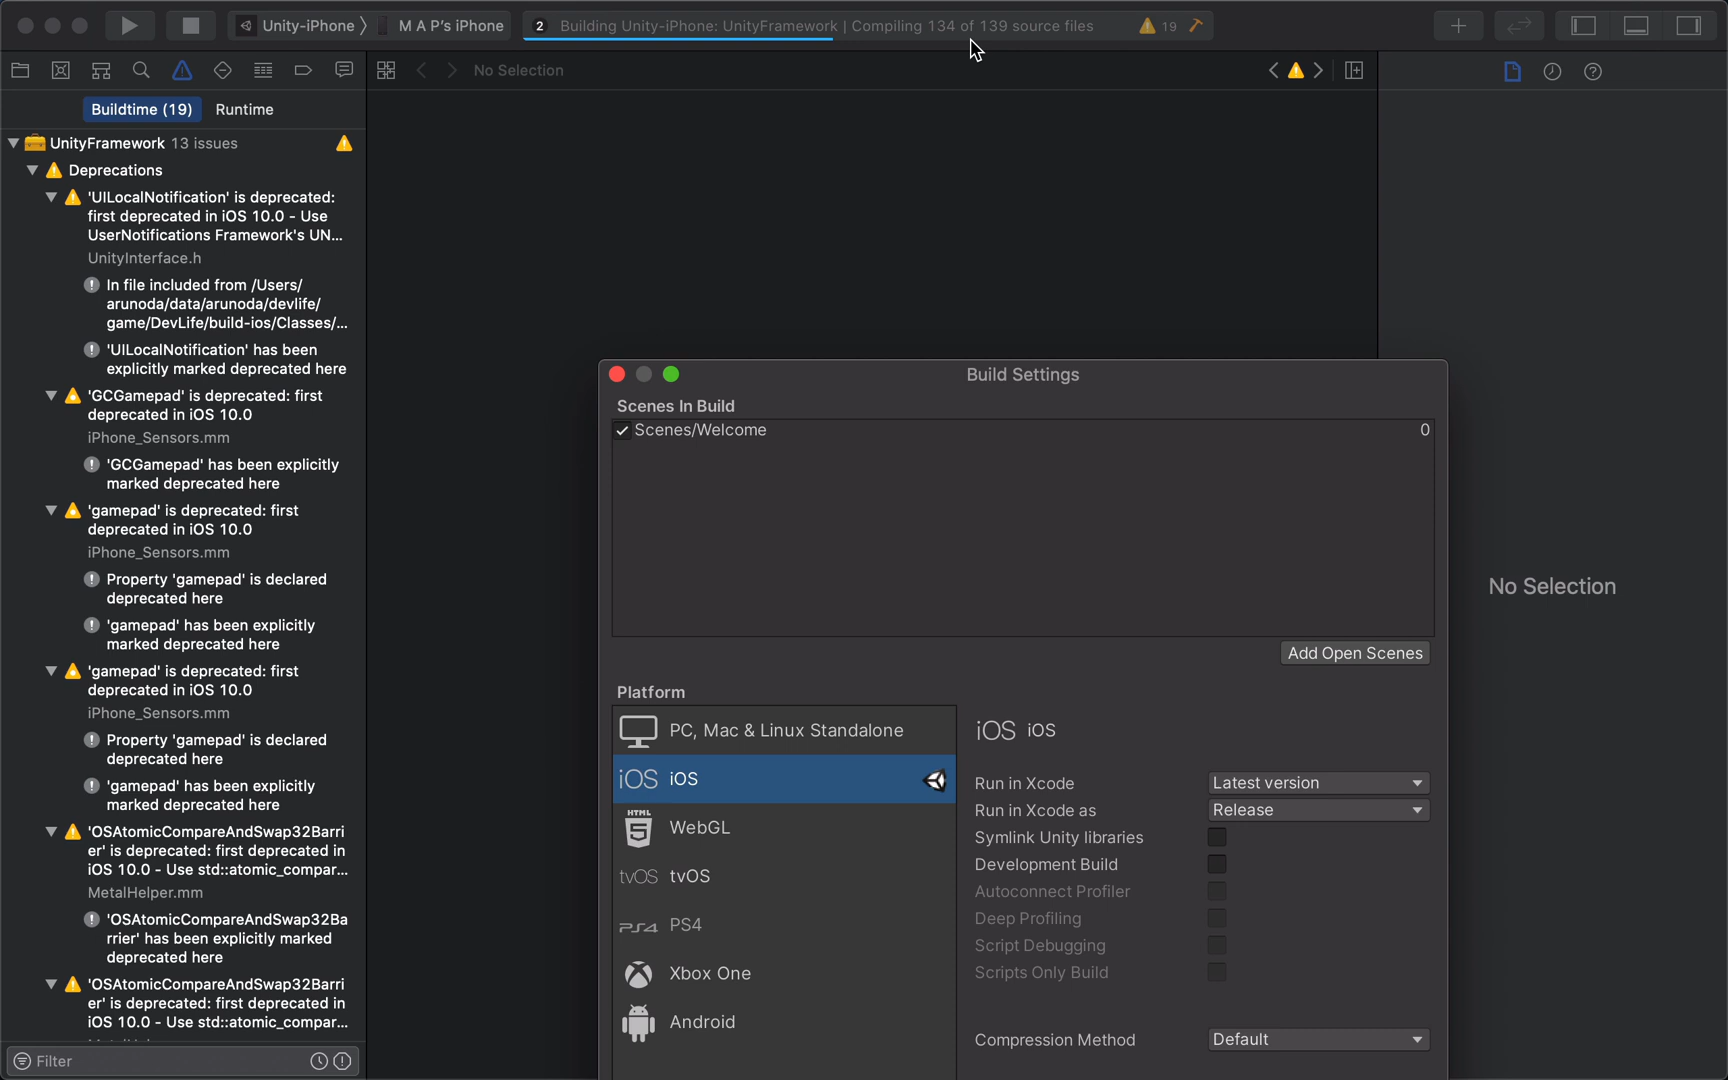 Unity-iPhone
M A P's iPhone
2
Building Unity-iPhone: UnityFramework | Compiling 134 of 139 source files
19
No Selection
Buildtime (19)
Runtime
UnityFramework 13 issues
Deprecations
'UILocalNotification' is deprecated:
first deprecated in iOS 10.0 - Use
UserNotifications Framework's UN...
UnityInterface.h
In file included from /Users/
arunoda/data/arunoda/devlife/
game/DevLife/build-ios/Classes/...
'UILocalNotification' has been
explicitly marked deprecated here
'GCGamepad' is deprecated: first
deprecated in iOS 10.0
iPhone_Sensors.mm
'GCGamepad' has been explicitly
marked deprecated here
'gamepad' is deprecated: first
deprecated in iOS 10.0
iPhone_Sensors.mm
Property 'gamepad' is declared
deprecated here
'gamepad' has been explicitly
marked deprecated here
'gamepad' is deprecated: first
deprecated in iOS 10.0
iPhone_Sensors.mm
Property 'gamepad' is declared
deprecated here
'gamepad' has been explicitly
marked deprecated here
'OSAtomicCompareAndSwap32Barri
er' is deprecated: first deprecated in
iOS 10.0 - Use std::atomic_compar...
MetalHelper.mm
'OSAtomicCompareAndSwap32Ba
rrier' has been explicitly marked
deprecated here
'OSAtomicCompareAndSwap32Barri
er' is deprecated: first deprecated in
iOS 10.0 - Use std::atomic_compar...
Filter
Build Settings
Scenes In Build
Scenes/Welcome
0
Add Open Scenes
Platform
PC, Mac & Linux Standalone
iOS iOS
HTML
5
WebGL
tvOS tvOS
PS4 PS4
Xbox One
Android
iOS iOS
Run in Xcode
Latest version
Run in Xcode as
Release
Symlink Unity libraries
Development Build
Autoconnect Profiler
Deep Profiling
Script Debugging
Scripts Only Build
Compression Method
Default
No Selection